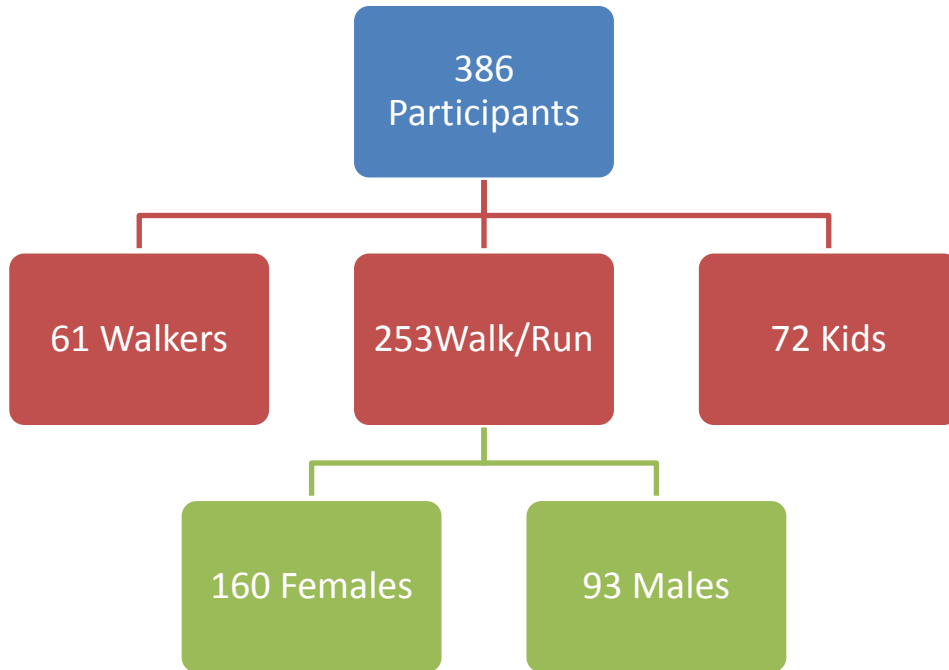 386
Participants
61 Walkers
253Walk/Run
72 Kids
160 Females
93 Males